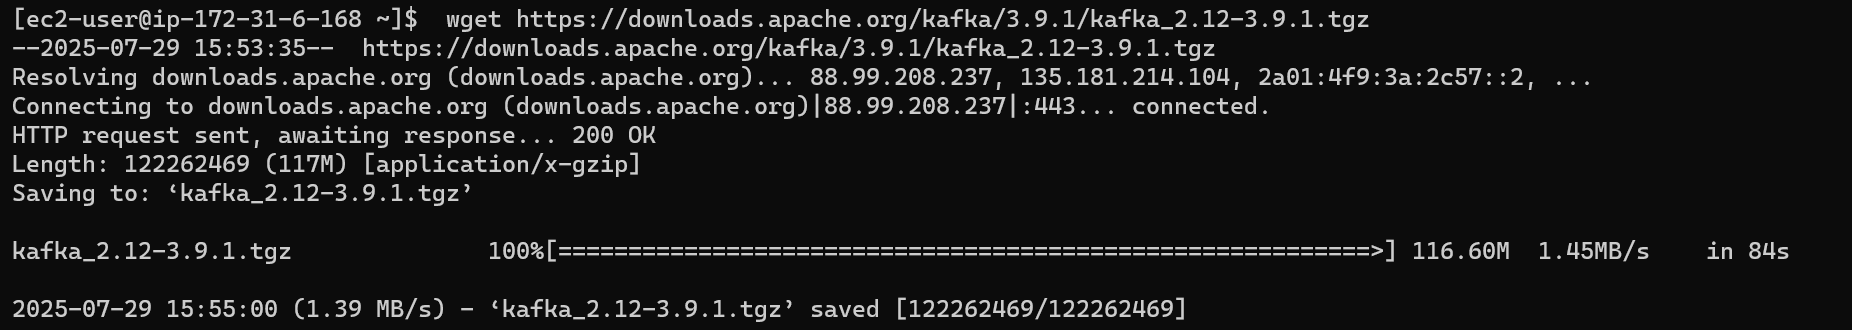 [ec2-user@ip-172-31-6-168 ~]$  wget https://downloads.apache.org/kafka/3.9.1/kafka_2.12-3.9.1.tgz
--2025-07-29 15:53:35--  https://downloads.apache.org/kafka/3.9.1/kafka_2.12-3.9.1.tgz
Resolving downloads.apache.org (downloads.apache.org)... 88.99.208.237, 135.181.214.104, 2a01:4f9:3a:2c57::2, ...
Connecting to downloads.apache.org (downloads.apache.org)|88.99.208.237|:443... connected.
HTTP request sent, awaiting response... 200 OK
Length: 122262469 (117M) [application/x-gzip]
Saving to: ‘kafka_2.12-3.9.1.tgz’
kafka_2.12-3.9.1.tgz              100%[==========================================================>] 116.60M  1.45MB/s    in 84s
2025-07-29 15:55:00 (1.39 MB/s) - ‘kafka_2.12-3.9.1.tgz’ saved [122262469/122262469]